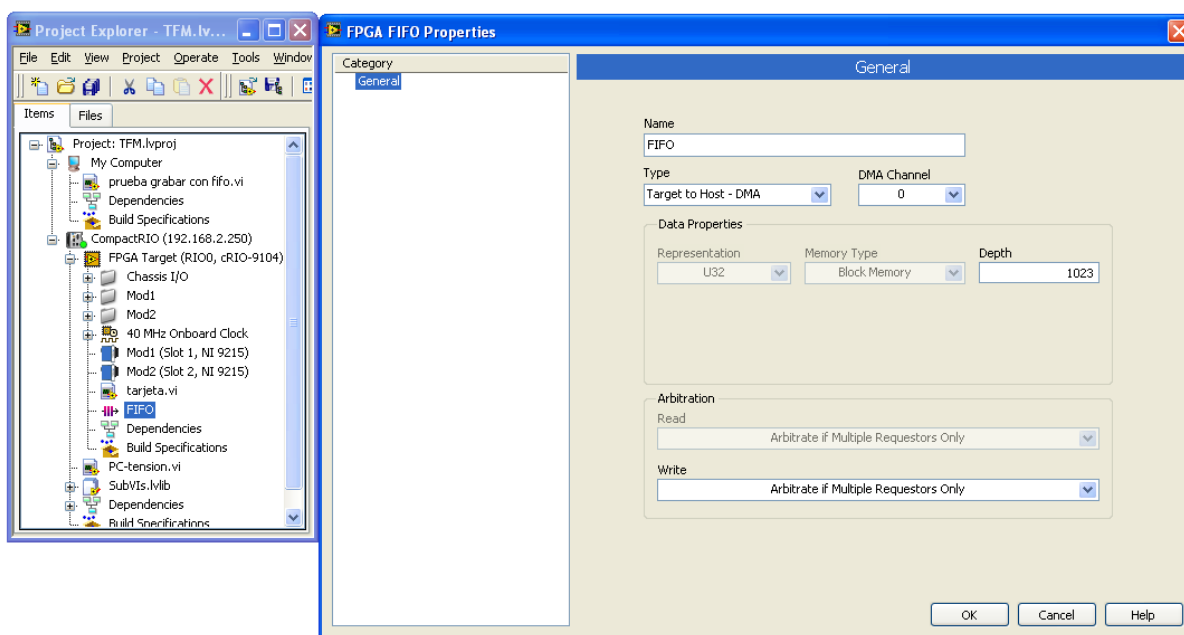 Project Explorer - TFM.lv...
File Edit View Project Operate Tools Window
Items Files
Project: TFM.lvproj
My Computer
prueba grabar con fifo.vi
Dependencies
Build Specifications
CompactRIO (192.168.2.250)
FPGA Target (RIO0, cRIO-9104)
Chassis I/O
Mod1
Mod2
40 MHz Onboard Clock
Mod1 (Slot 1, NI 9215)
Mod2 (Slot 2, NI 9215)
tarjeta.vi
FIFO
Dependencies
Build Specifications
PC-tension.vi
SubVIs.lvlib
Dependencies
Build Specifications
FPGA FIFO Properties
Category
General
General
Name
FIFO
Type DMA Channel
Target to Host - DMA 0
Data Properties
Representation Memory Type Depth
U32 Block Memory 1023
Arbitration
Read
Arbitrate if Multiple Requestors Only
Write
Arbitrate if Multiple Requestors Only
OK Cancel Help